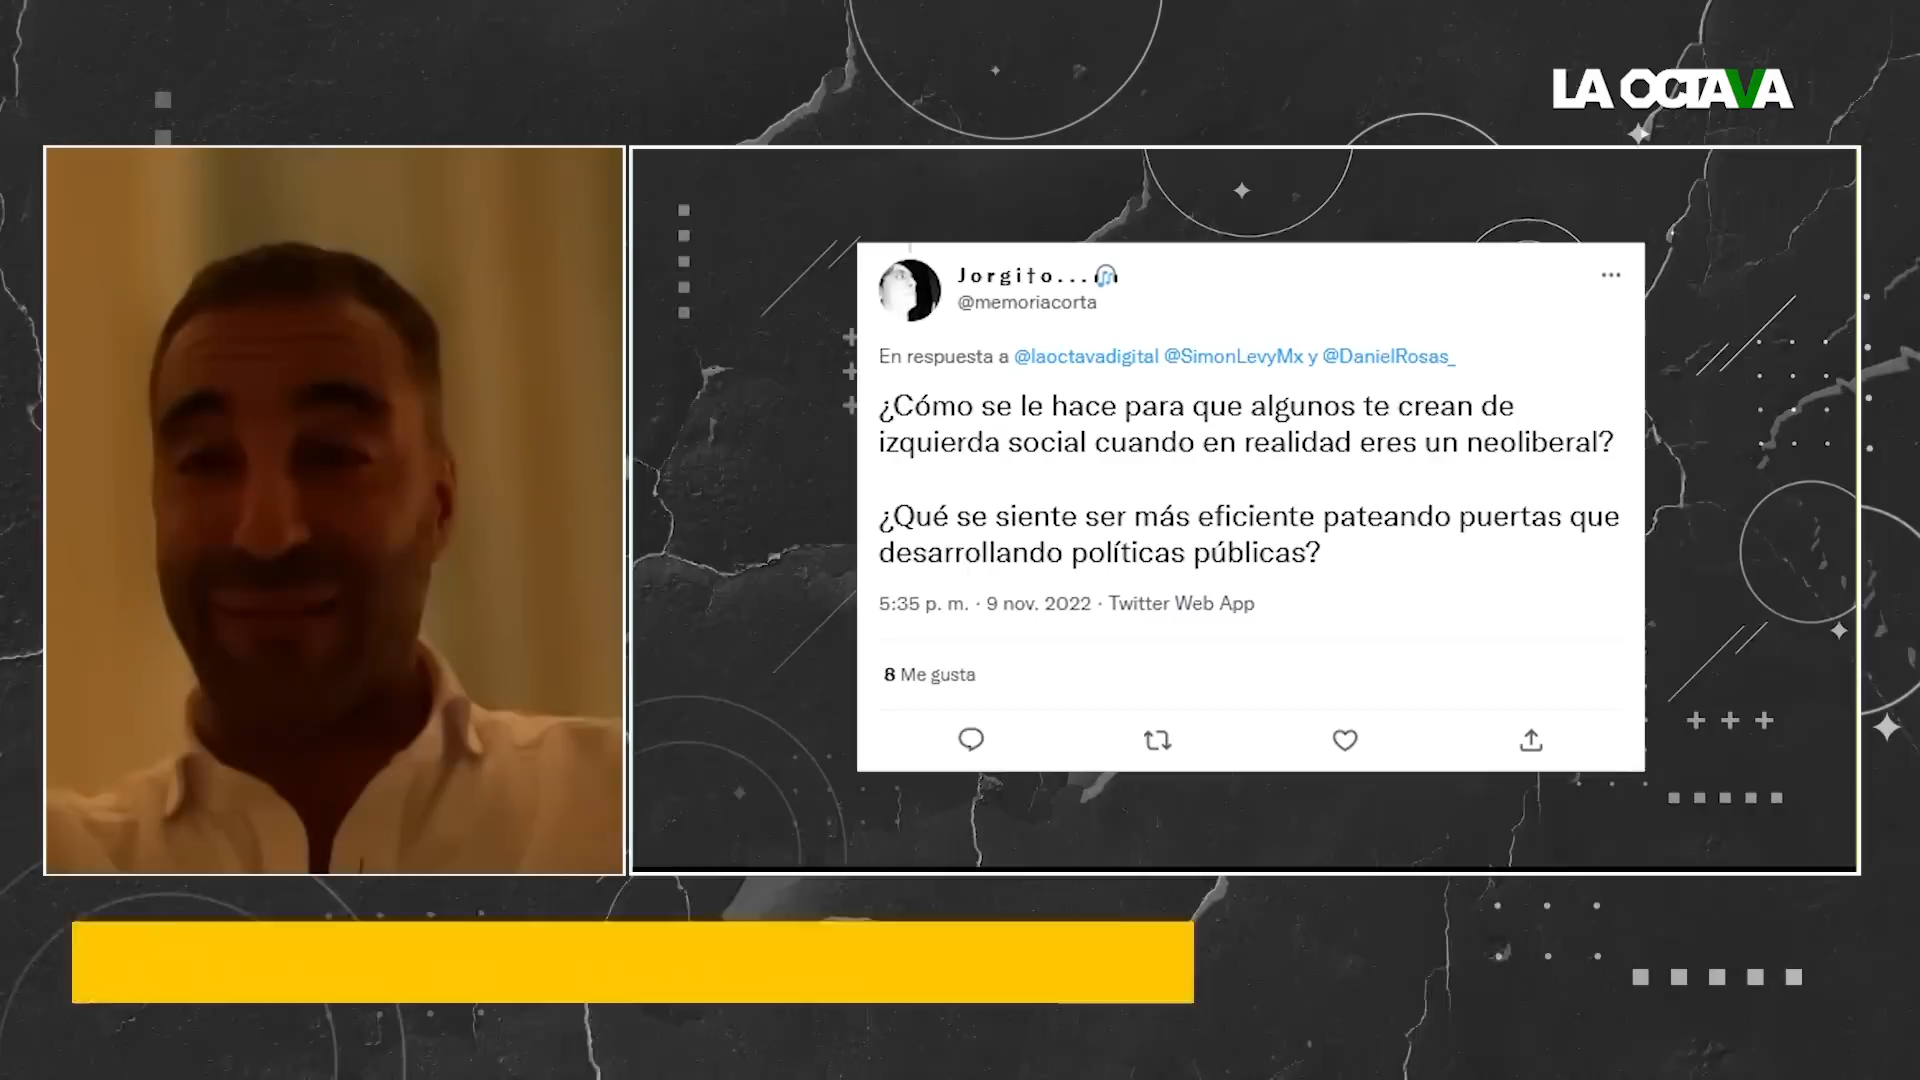 LA OCTAVA
Jorgito...
@memoriacorta
En respuesta a @laoctavadigital @SimonLevyMx y @DanielRosas_
¿Cómo se le hace para que algunos te crean de
izquierda social cuando en realidad eres un neoliberal?
¿Qué se siente ser más eficiente pateando puertas que
desarrollando políticas públicas?
5:35 p. m. · 9 nov. 2022 · Twitter Web App
8 Me gusta